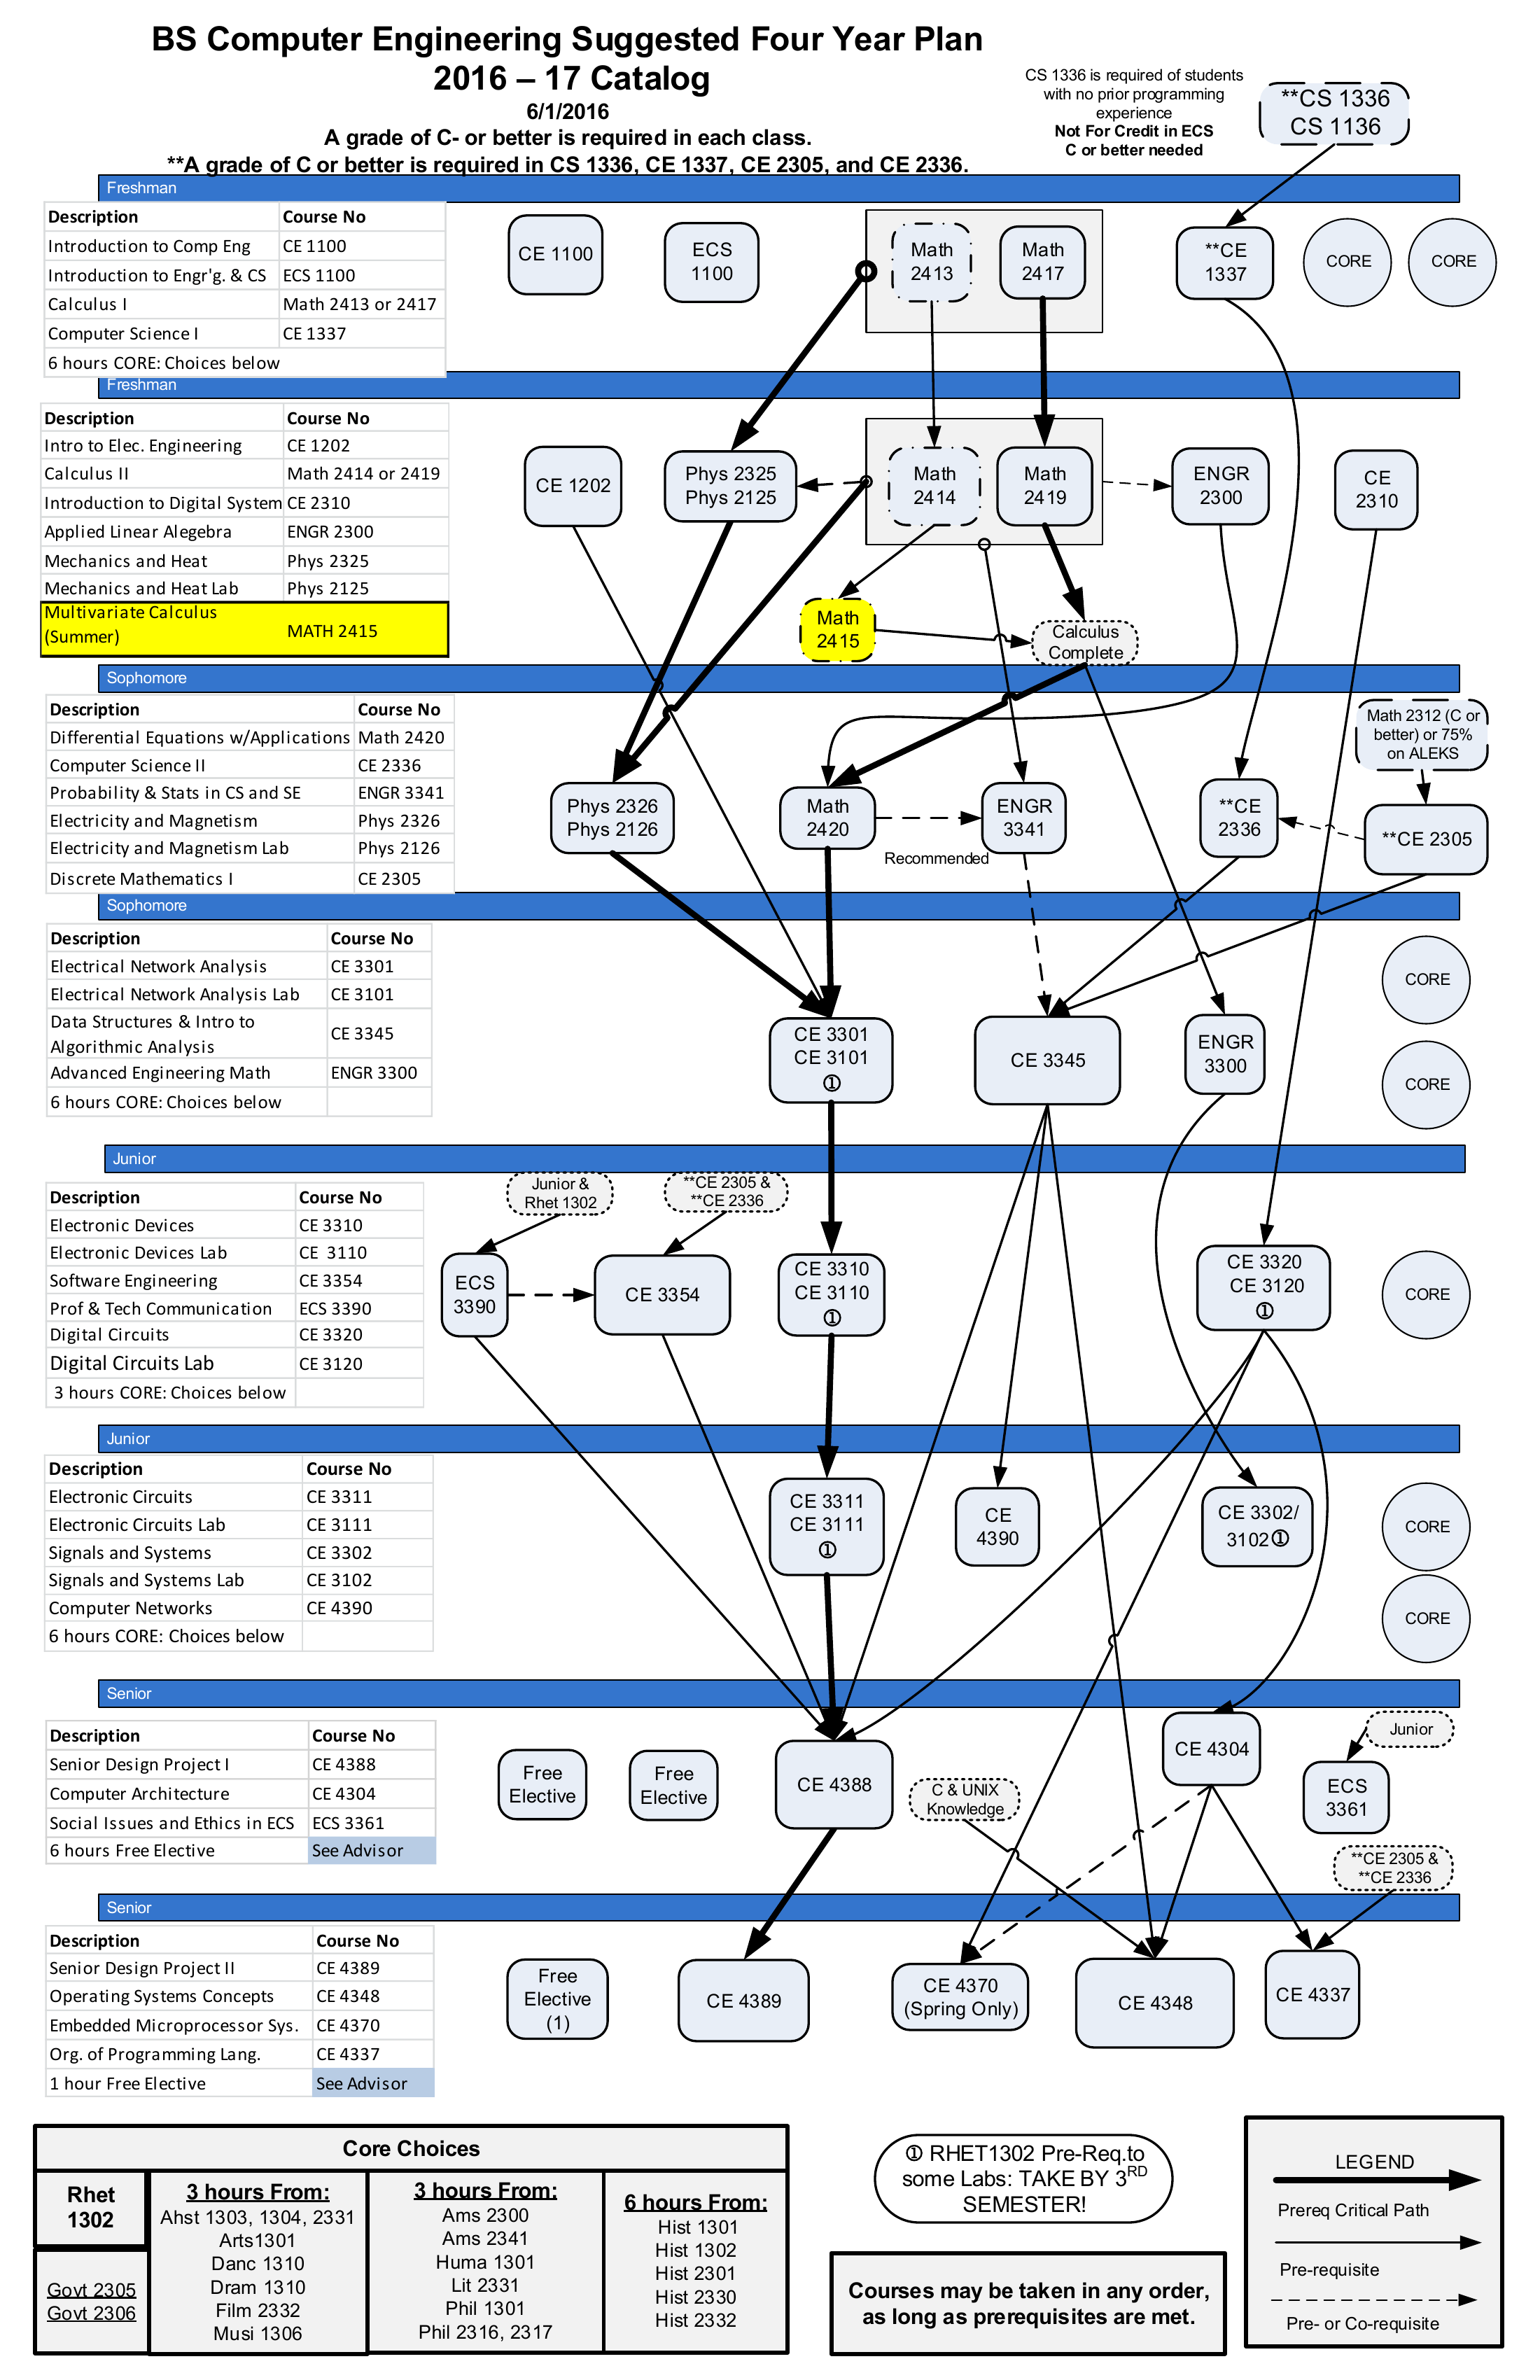 BS Computer Engineering Suggested Four Year Plan
2016 – 17 Catalog
6/1/2016
A grade of C- or better is required in each class.
**A grade of C or better is required in CS 1336, CE 1337, CE 2305, and CE 2336.
CS 1336 is required of students
with no prior programming
experience
Not For Credit in ECS
C or better needed
**CS 1336
CS 1136
Freshman
Description Course No
Introduction to Comp Eng CE 1100
Introduction to Engr'g. & CS ECS 1100
Calculus I Math 2413 or 2417
Computer Science I CE 1337
6 hours CORE: Choices below
CE 1100
ECS
1100
Math
2413
Math
2417
**CE
1337
CORE
CORE
Freshman
Description Course No
Intro to Elec. Engineering CE 1202
Calculus II Math 2414 or 2419
Introduction to Digital System CE 2310
Applied Linear Alegebra ENGR 2300
Mechanics and Heat Phys 2325
Mechanics and Heat Lab Phys 2125
Multivariate Calculus
(Summer) MATH 2415
CE 1202
Phys 2325
Phys 2125
Math
2414
Math
2419
ENGR
2300
CE
2310
Math
2415
Calculus
Complete
Sophomore
Description Course No
Differential Equations w/Applications Math 2420
Computer Science II CE 2336
Probability & Stats in CS and SE ENGR 3341
Electricity and Magnetism Phys 2326
Electricity and Magnetism Lab Phys 2126
Discrete Mathematics I CE 2305
Math 2312 (C or
better) or 75%
on ALEKS
Phys 2326
Phys 2126
Math
2420
Recommended
ENGR
3341
**CE
2336
**CE 2305
Sophomore
Description Course No
Electrical Network Analysis CE 3301
Electrical Network Analysis Lab CE 3101
Data Structures & Intro to
Algorithmic Analysis CE 3345
Advanced Engineering Math ENGR 3300
6 hours CORE: Choices below
CE 3301
CE 3101
①
CE 3345
ENGR
3300
CORE
CORE
Junior
Description Course No
Electronic Devices CE 3310
Electronic Devices Lab CE 3110
Software Engineering CE 3354
Prof & Tech Communication ECS 3390
Digital Circuits CE 3320
Digital Circuits Lab CE 3120
3 hours CORE: Choices below
Junior &
Rhet 1302
**CE 2305 &
**CE 2336
ECS
3390
CE 3354
CE 3310
CE 3110
①
CE 3320
CE 3120
①
CORE
Junior
Description Course No
Electronic Circuits CE 3311
Electronic Circuits Lab CE 3111
Signals and Systems CE 3302
Signals and Systems Lab CE 3102
Computer Networks CE 4390
6 hours CORE: Choices below
CE 3311
CE 3111
①
CE
4390
CE 3302/
3102①
CORE
CORE
Senior
Description Course No
Senior Design Project I CE 4388
Computer Architecture CE 4304
Social Issues and Ethics in ECS ECS 3361
6 hours Free Elective See Advisor
Free
Elective
Free
Elective
CE 4388
C & UNIX
Knowledge
CE 4304
Junior
ECS
3361
**CE 2305 &
**CE 2336
Senior
Description Course No
Senior Design Project II CE 4389
Operating Systems Concepts CE 4348
Embedded Microprocessor Sys. CE 4370
Org. of Programming Lang. CE 4337
1 hour Free Elective See Advisor
Free
Elective
(1)
CE 4389
CE 4370
(Spring Only)
CE 4348
CE 4337
Core Choices
Rhet
1302
Govt 2305
Govt 2306
3 hours From:
Ahst 1303, 1304, 2331
Arts1301
Danc 1310
Dram 1310
Film 2332
Musi 1306
3 hours From:
Ams 2300
Ams 2341
Huma 1301
Lit 2331
Phil 1301
Phil 2316, 2317
6 hours From:
Hist 1301
Hist 1302
Hist 2301
Hist 2330
Hist 2332
① RHET1302 Pre-Req.to
some Labs: TAKE BY 3RD
SEMESTER!
Courses may be taken in any order,
as long as prerequisites are met.
LEGEND
Prereq Critical Path
Pre-requisite
Pre- or Co-requisite